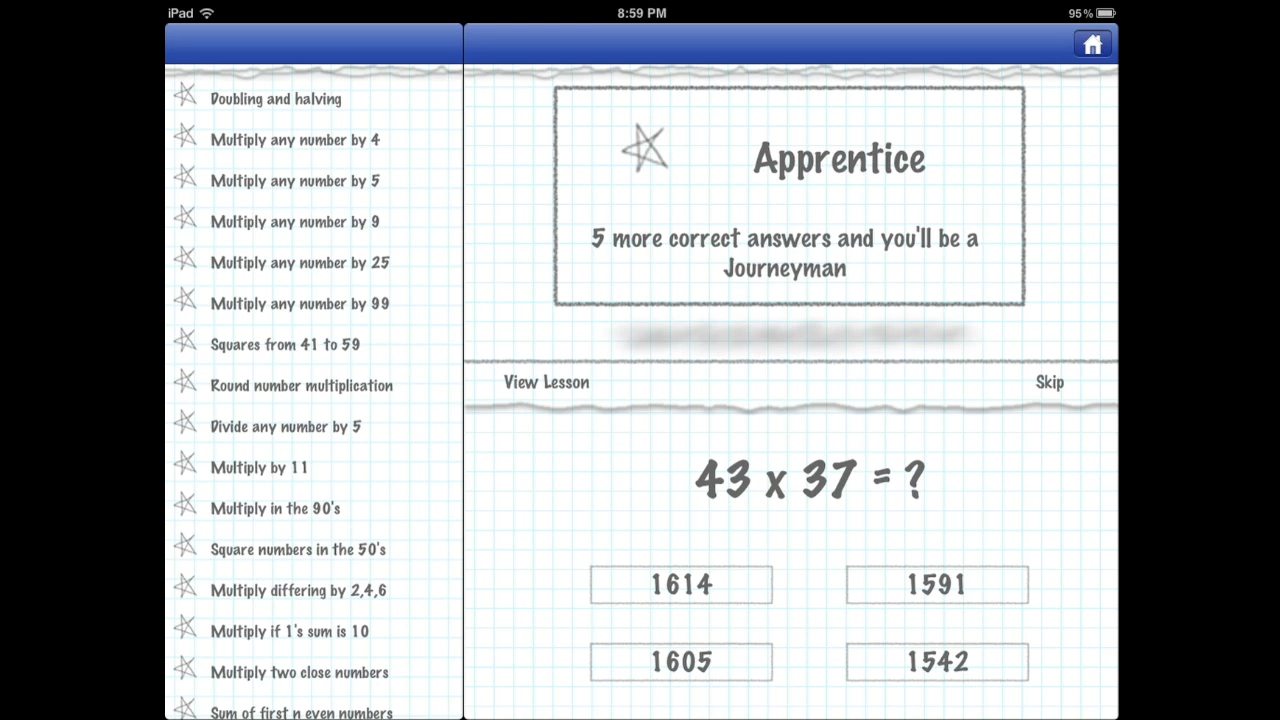 iPad
8:59 PM
95%
Doubling and halving
Multiply any number by 4
Multiply any number by 5
Multiply any number by 9
Multiply any number by 25
Multiply any number by 99
Squares from 41 to 59
Round number multiplication
Divide any number by 5
Multiply by 11
Multiply in the 90's
Square numbers in the 50's
Multiply differing by 2,4,6
Multiply if 1's sum is 10
Multiply two close numbers
Sum of first n even numbers
Apprentice
5 more correct answers and you'll be a
Journeyman
View Lesson
Skip
43 x 37 = ?
1614
1591
1605
1542